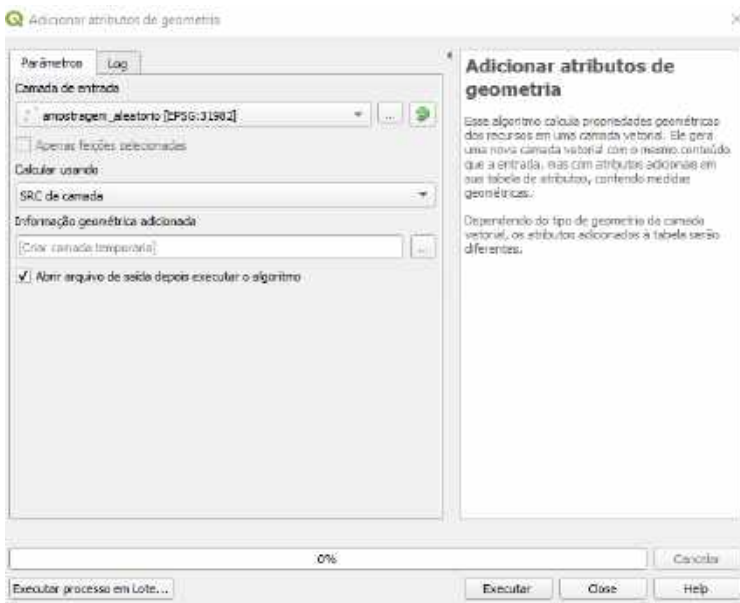 Adicionar atributos de geometria
Parâmetros
Log
Camada de entrada
amostragem_aleatorio [EPSG:31982]
...
Apenas feições selecionadas
Calcular usando
SRC de camada
Informação geométrica adicionada
[Criar camada temporária]
...
Abrir arquivo de saída depois executar o algoritmo
Adicionar atributos de
geometria
Esse algoritmo calcula propriedades geométricas
dos recursos em uma camada vetorial. Ele gera
uma nova camada vetorial com o mesmo conteúdo
que a entrada, mas com atributos adicionais em
sua tabela de atributos, contendo medidas
geométricas.
Dependendo do tipo de geometria da camada
vetorial, os atributos adicionados à tabela serão
diferentes.
0%
Cancelar
Executar processo em Lote...
Executar
Close
Help